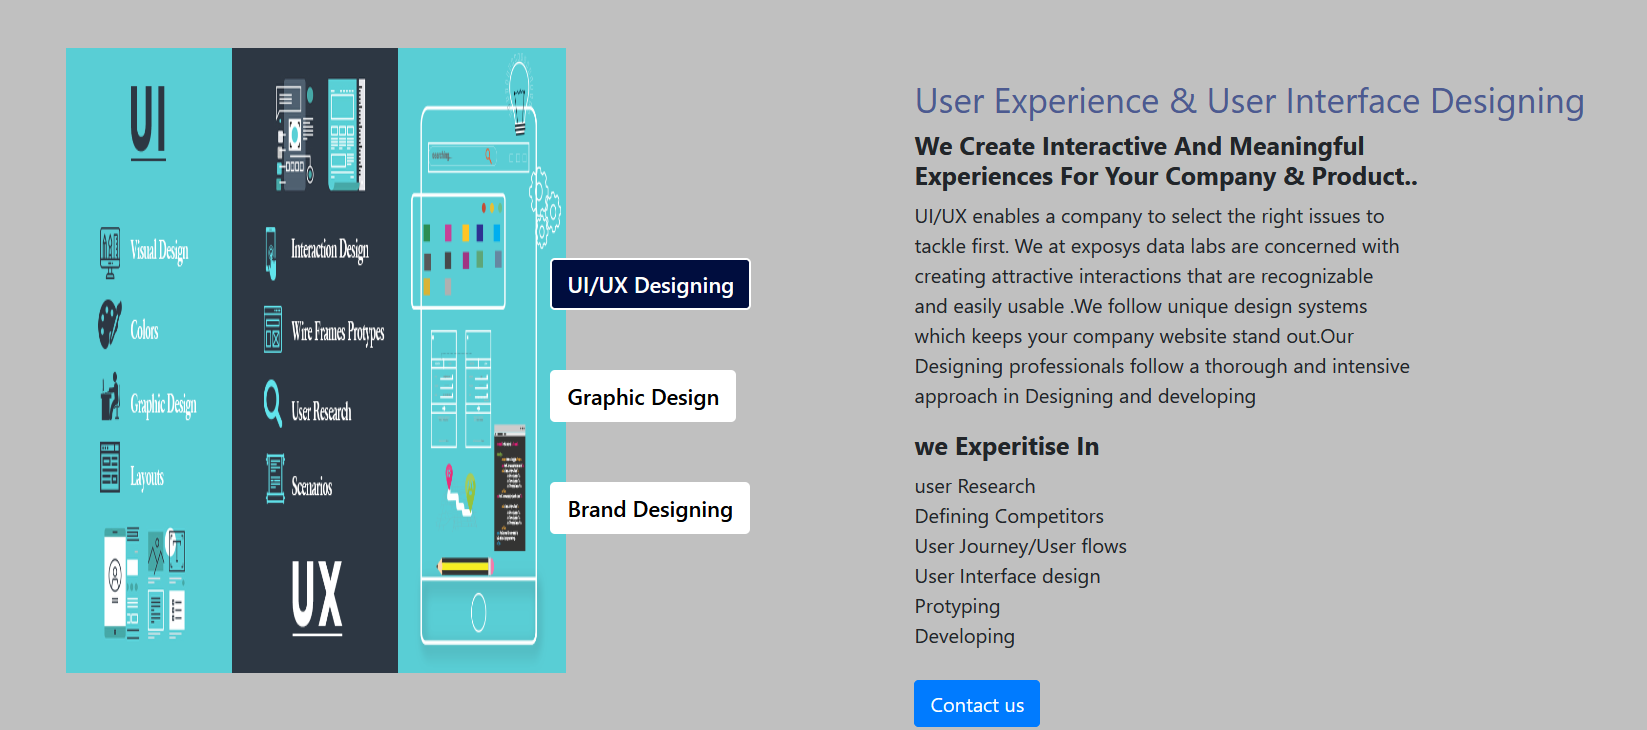 UI
Visual Design
Colors
Graphic Design
Layouts
Interaction Design
Wire Frames Protypes
User Research
Scenarios
UX
searching...
UI/UX Designing
Graphic Design
Brand Designing
User Experience & User Interface Designing
We Create Interactive And Meaningful
Experiences For Your Company & Product..
UI/UX enables a company to select the right issues to
tackle first. We at exposys data labs are concerned with
creating attractive interactions that are recognizable
and easily usable .We follow unique design systems
which keeps your company website stand out.Our
Designing professionals follow a thorough and intensive
approach in Designing and developing
we Experitise In
user Research
Defining Competitors
User Journey/User flows
User Interface design
Protyping
Developing
Contact us